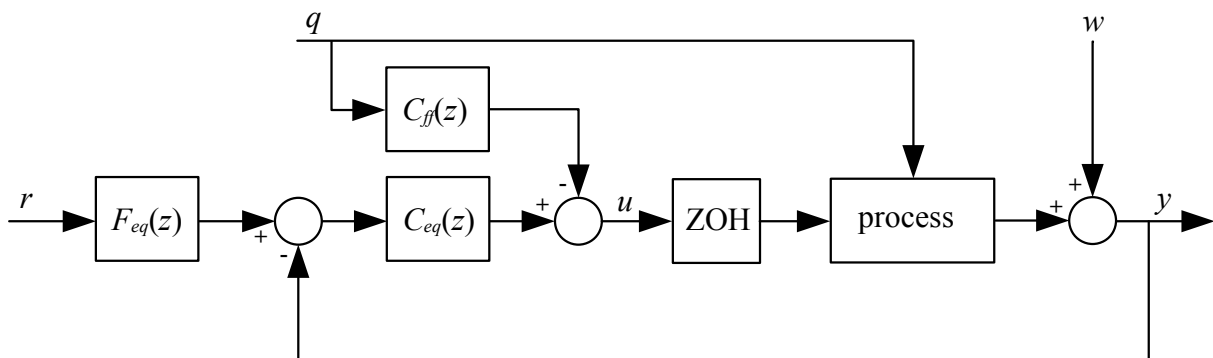 q
w
C_ff(z)
-
r
F_eq(z)
+
-
C_eq(z)
+
u
ZOH
process
+
+
y